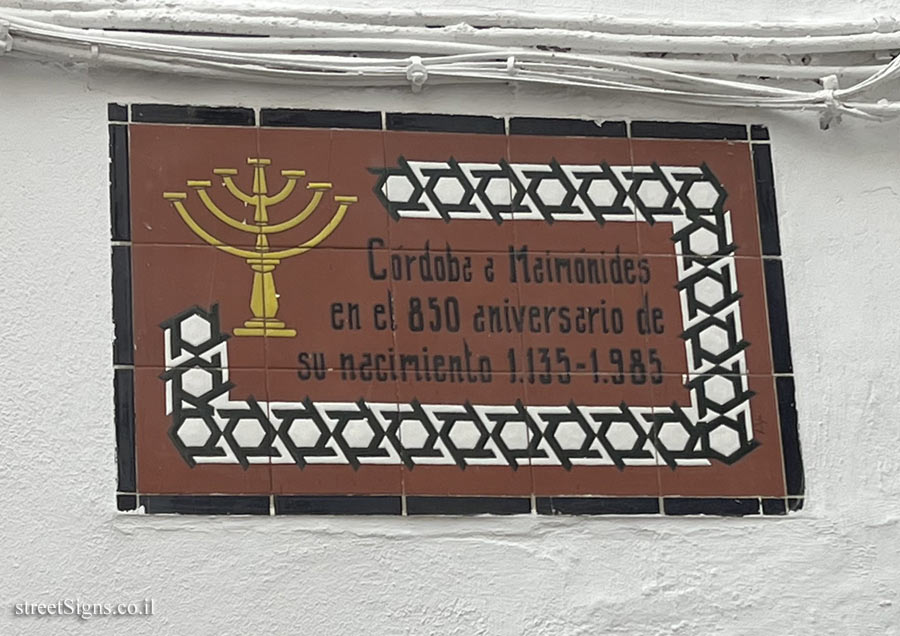 Córdoba a Maimónides
en el 850 aniversario de
su nacimiento 1.135-1.985
streetSigns.co.il